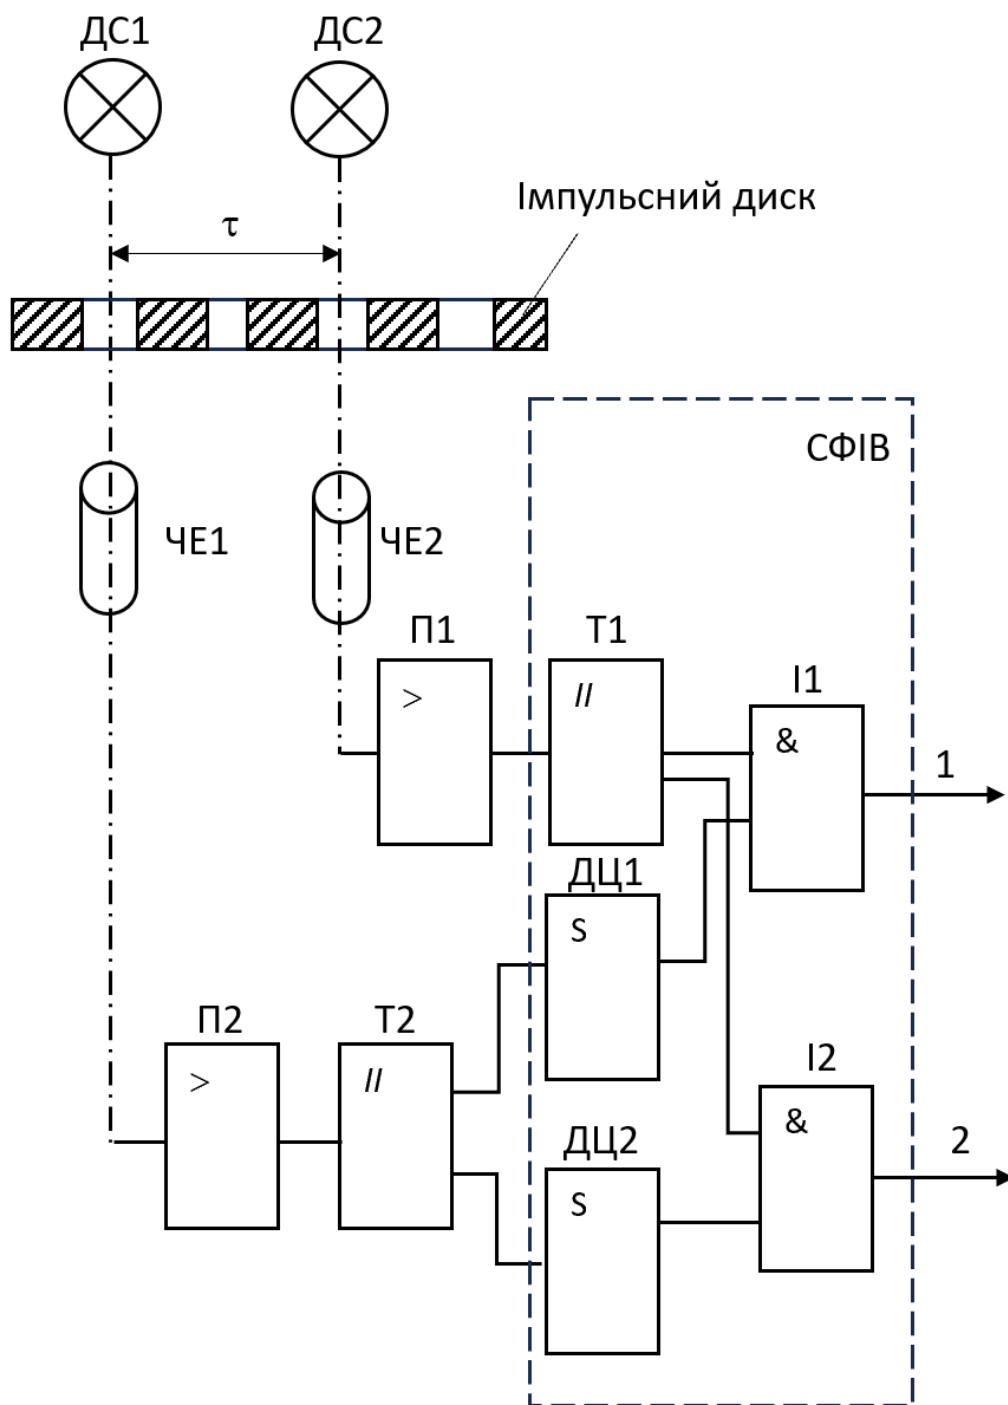 ДС1
ДС2
τ
Імпульсний диск
СФІВ
ЧЕ1
ЧЕ2
П1
>
Т1
//
І1
&
1
ДЦ1
S
П2
>
Т2
//
І2
&
2
ДЦ2
S